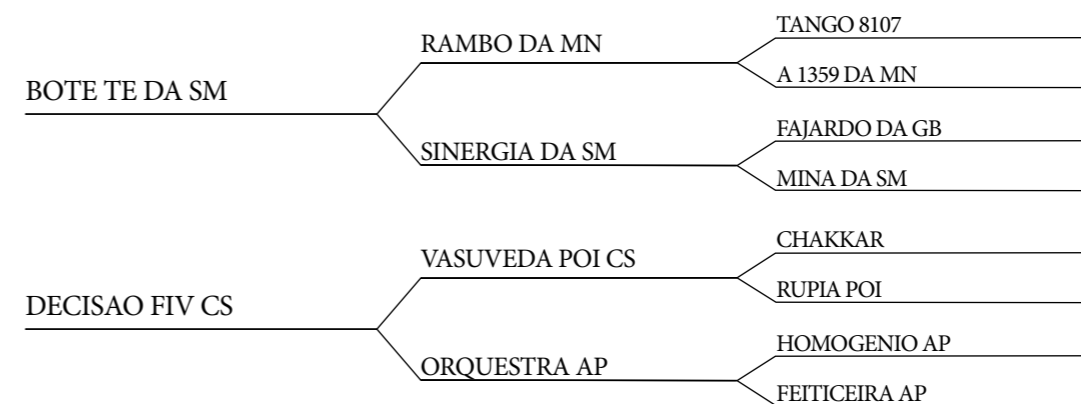 TANGO 8107
RAMBO DA MN
A 1359 DA MN
BOTE TE DA SM
FAJARDO DA GB
SINERGIA DA SM
MINA DA SM
CHAKKAR
VASUVEDA POI CS
RUPIA POI
DECISAO FIV CS
HOMOGENIO AP
ORQUESTRA AP
FEITICEIRA AP